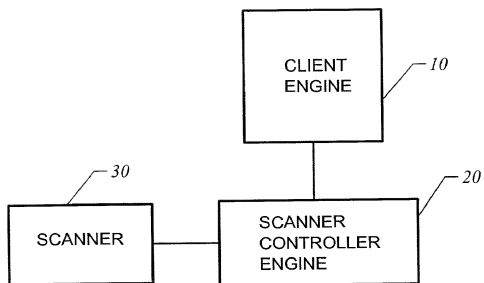 CLIENT
ENGINE
10
30
20
SCANNER
SCANNER
CONTROLLER
ENGINE